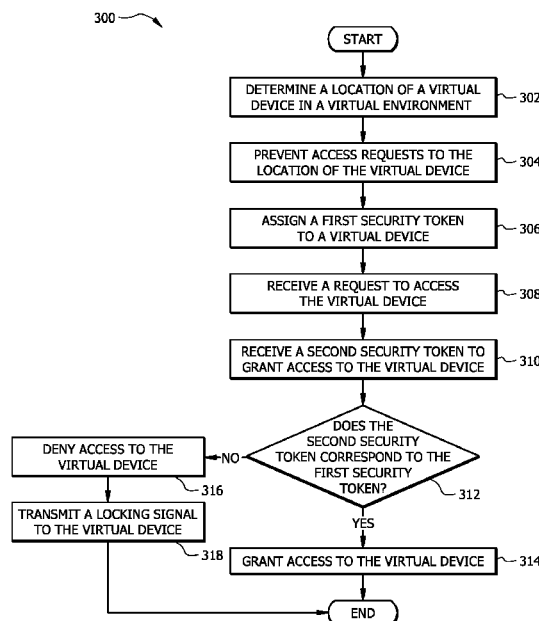 300
START
DETERMINE A LOCATION OF A VIRTUAL
DEVICE IN A VIRTUAL ENVIRONMENT
302
PREVENT ACCESS REQUESTS TO THE
LOCATION OF THE VIRTUAL DEVICE
304
ASSIGN A FIRST SECURITY TOKEN
TO A VIRTUAL DEVICE
306
RECEIVE A REQUEST TO ACCESS
THE VIRTUAL DEVICE
308
RECEIVE A SECOND SECURITY TOKEN TO
GRANT ACCESS TO THE VIRTUAL DEVICE
310
DOES THE
SECOND SECURITY
TOKEN CORRESPOND TO THE
FIRST SECURITY
TOKEN?
312
NO
DENY ACCESS TO THE
VIRTUAL DEVICE
316
TRANSMIT A LOCKING SIGNAL
TO THE VIRTUAL DEVICE
318
YES
GRANT ACCESS TO THE VIRTUAL DEVICE
314
END